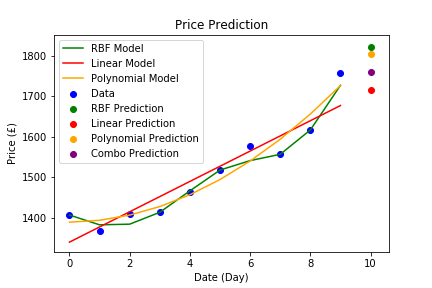 Price Prediction
RBF Model
Linear Model
Polynomial Model
Data
RBF Prediction
Linear Prediction
Polynomial Prediction
Combo Prediction
Price (£)
1800
1700
1600
1500
1400
0 2 4 6 8 10
Date (Day)